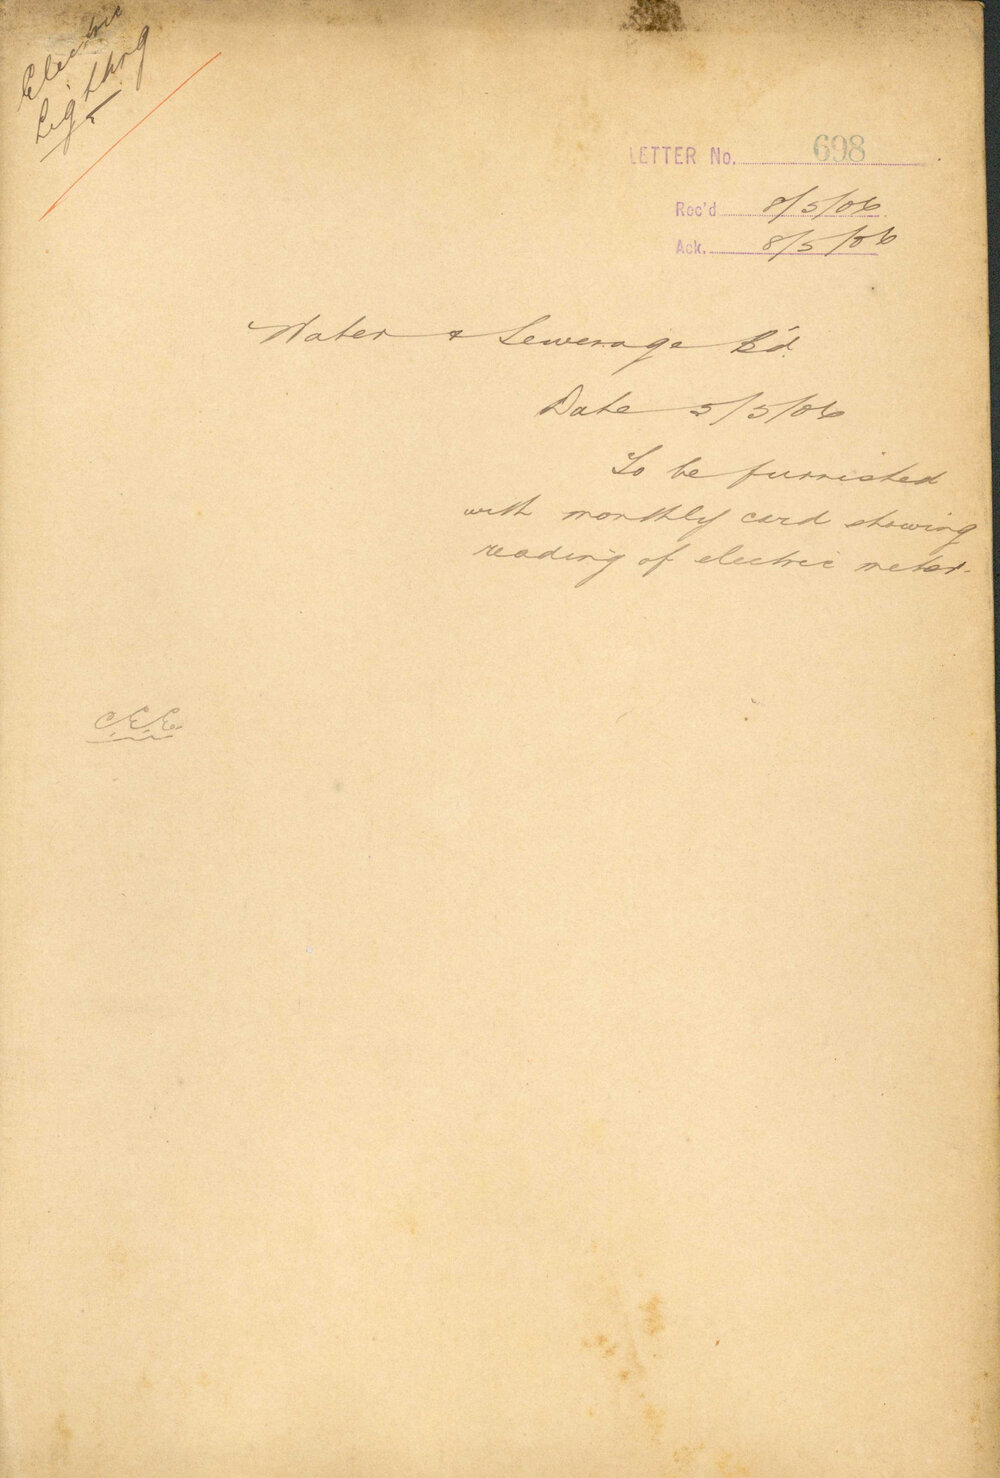 Electric
Lighting
LETTER No. 698
Rec'd 8/5/06
Ack. 8/5/06
Water & Sewerage B'd.
Date 5/5/06
To be furnished
with monthly card showing
reading of electric meter.
C.E.E.